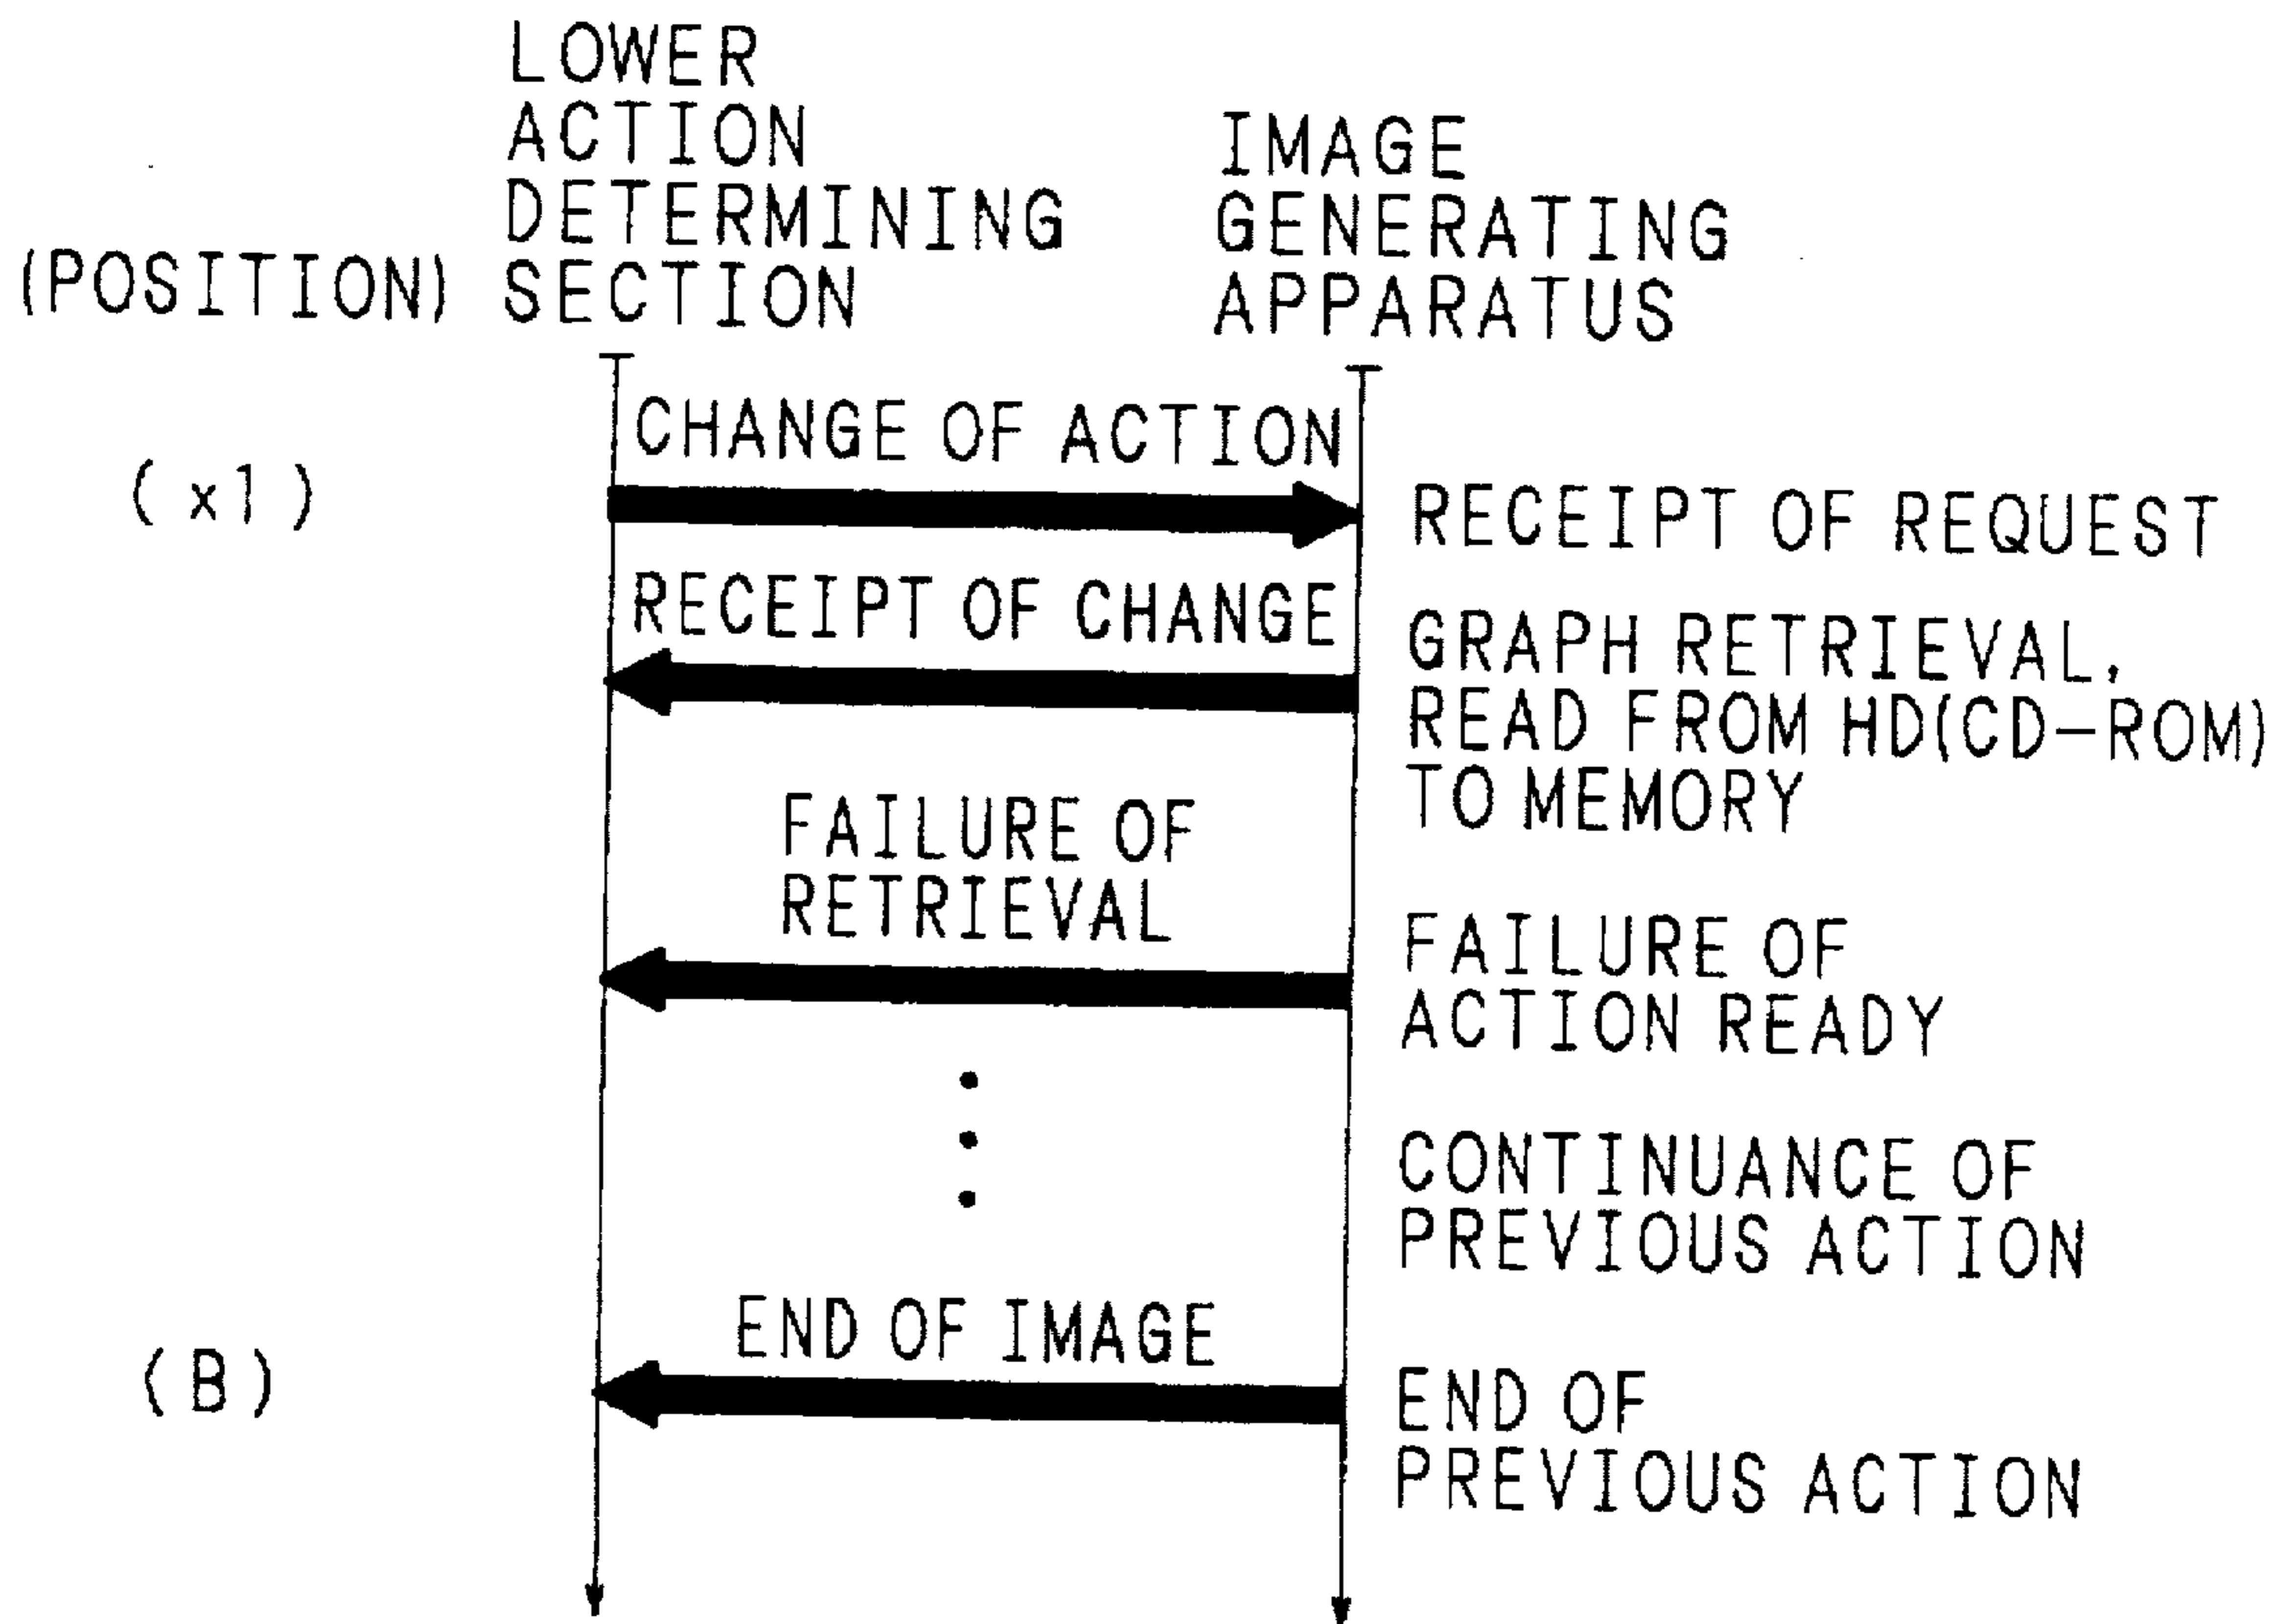 (POSITION)
LOWER
ACTION
DETERMINING
SECTION
IMAGE
GENERATING
APPARATUS
CHANGE OF ACTION
(x1)
RECEIPT OF REQUEST
RECEIPT OF CHANGE
GRAPH RETRIEVAL,
READ FROM HD(CD-ROM)
TO MEMORY
FAILURE OF
RETRIEVAL
FAILURE OF
ACTION READY
CONTINUANCE OF
PREVIOUS ACTION
END OF IMAGE
(B)
END OF
PREVIOUS ACTION